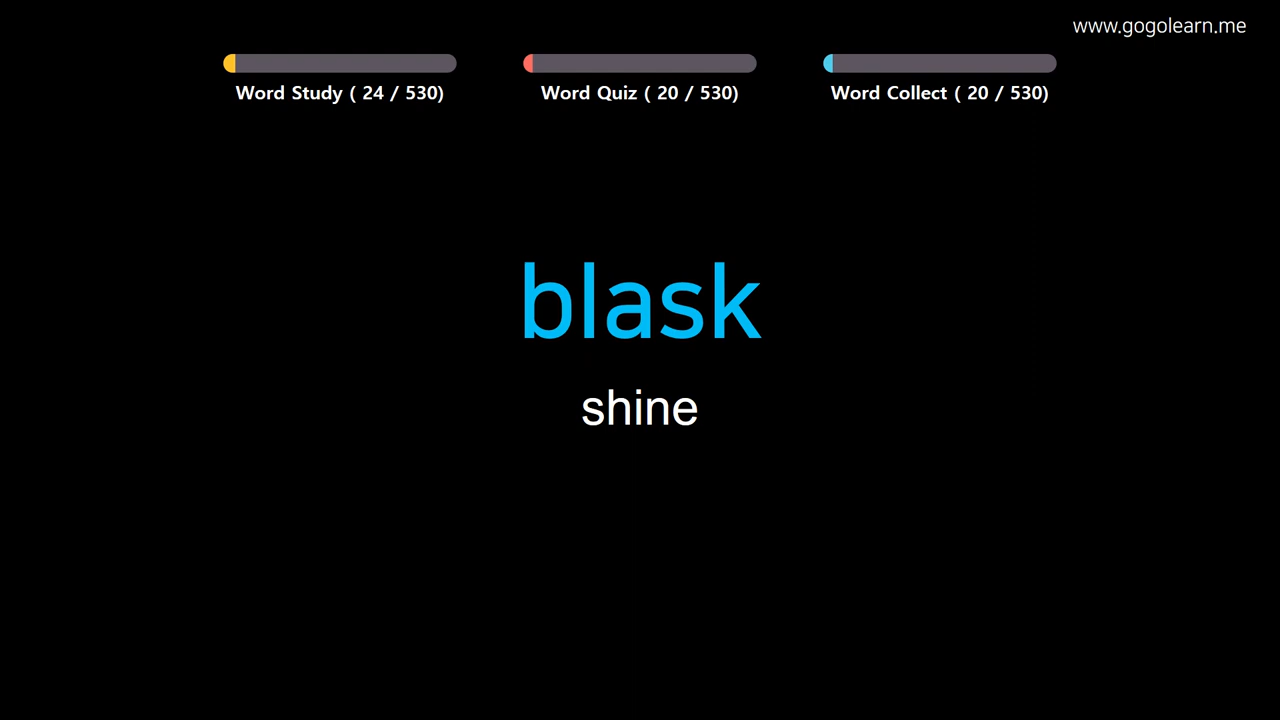 www.gogolearn.me
Word Study ( 24 / 530)
Word Quiz ( 20 / 530)
Word Collect ( 20 / 530)
blask
shine